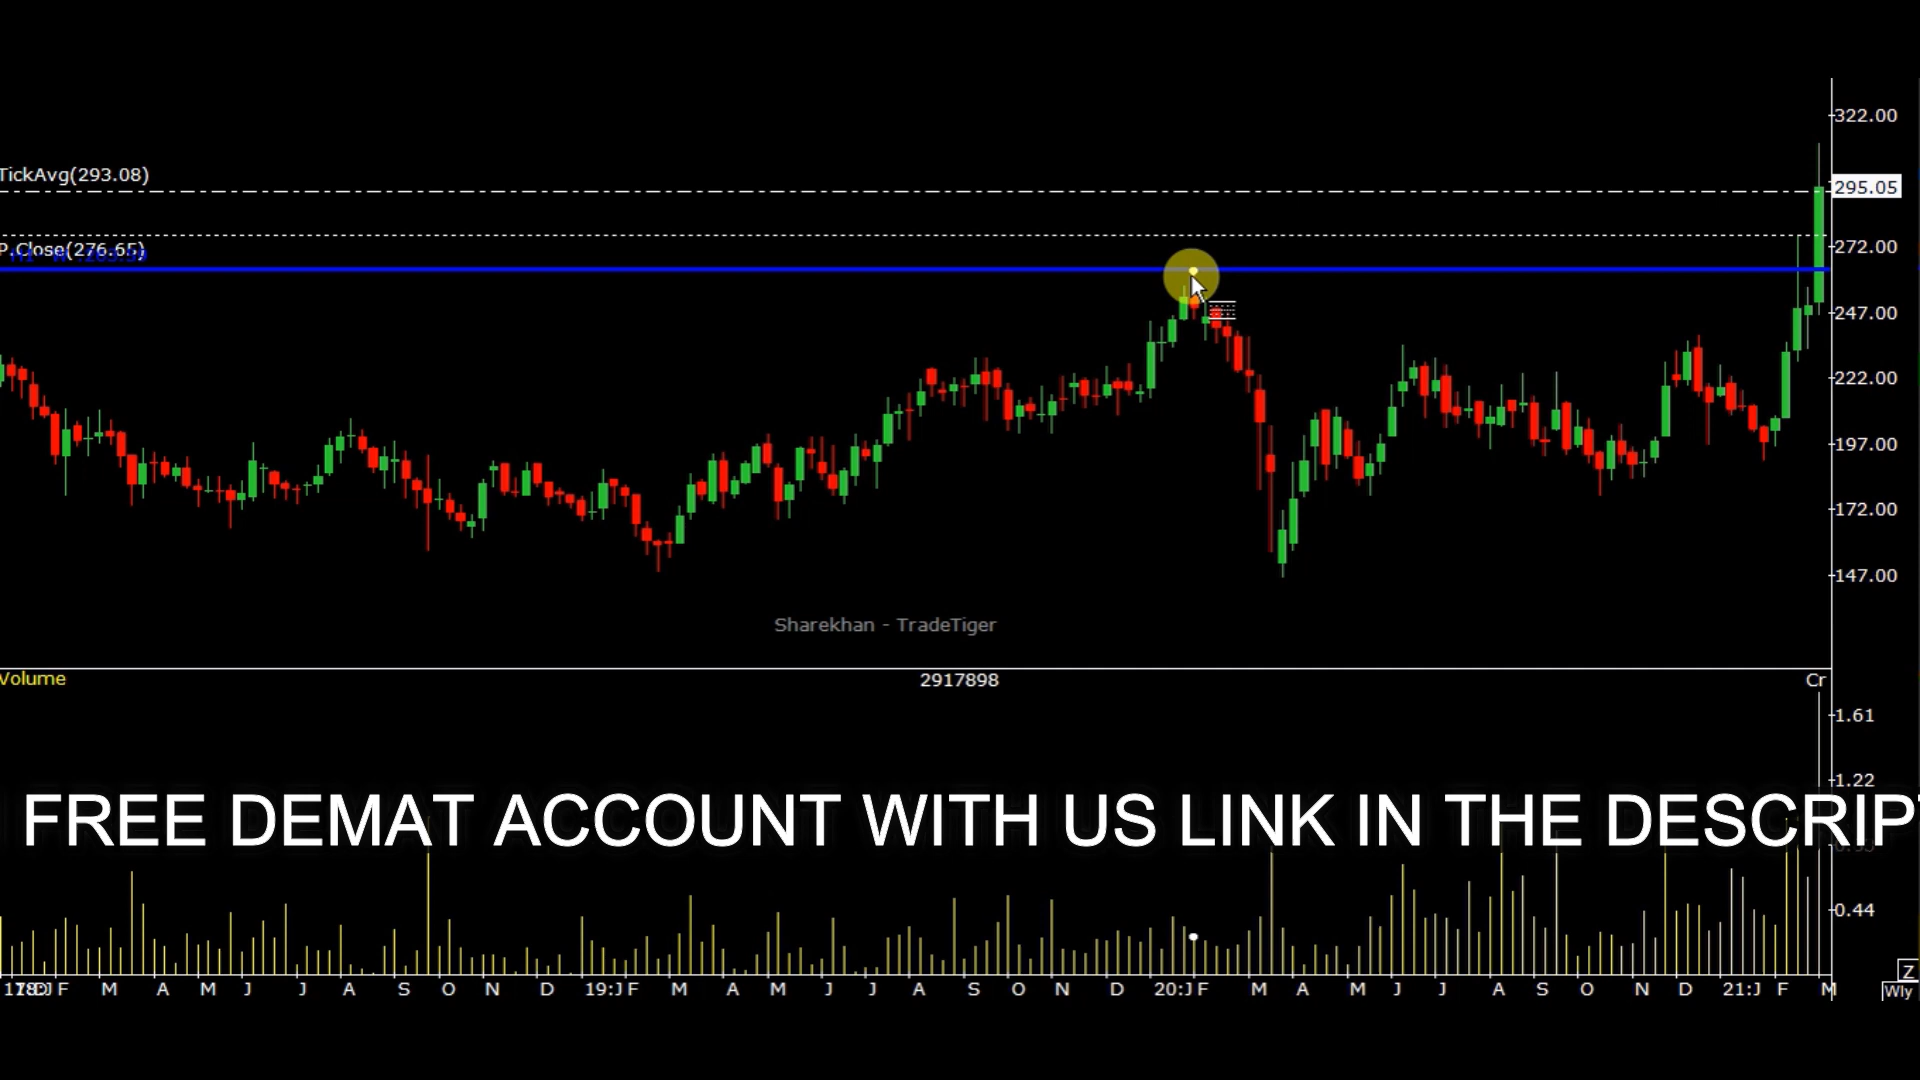 322.00
TickAvg(293.08)
295.05
P.Close(276.65)
272.00
247.00
222.00
197.00
172.00
147.00
Sharekhan - TradeTiger
Volume 2917898 Cr
1.61
1.22
FREE DEMAT ACCOUNT WITH US LINK IN THE DESCRIPT
0.44
Z
F M A M J J A S O N D 19:J F M A M J J A S O N D 20:J F M A M J J A S O N D 21:J F M
Wly